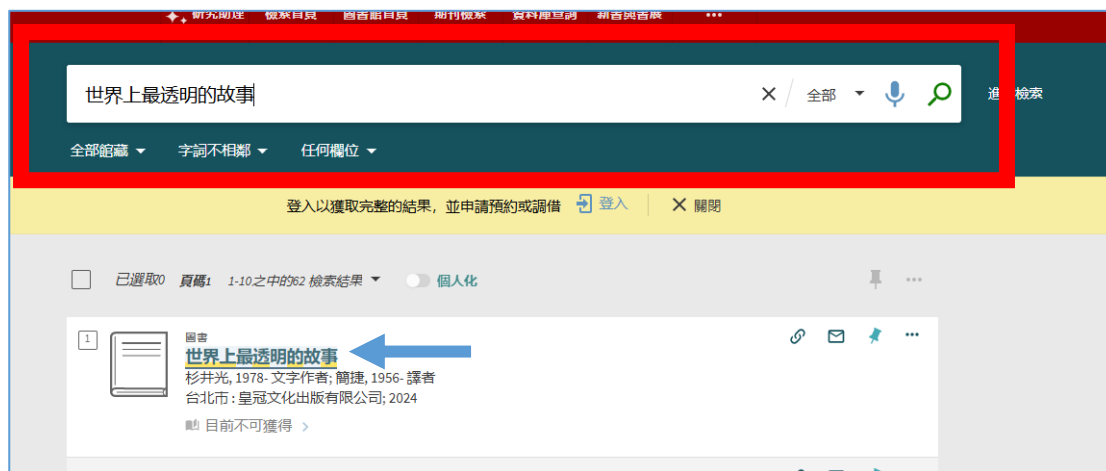 研究助理 檢索首頁 圖書館首頁 期刊檢索 資料庫查詢 新書與書展 ...
世界上最透明的故事 全部
檢索
全部館藏 字詞不相鄰 任何欄位
登入以獲取完整的結果, 並申請預約或調借 登入 關閉
已選取0 頁碼1 1-10之中的62 檢索結果 個人化
1
圖書
世界上最透明的故事
杉井光, 1978- 文字作者; 簡捷, 1956- 譯者
台北市 : 皇冠文化出版有限公司; 2024
目前不可獲得